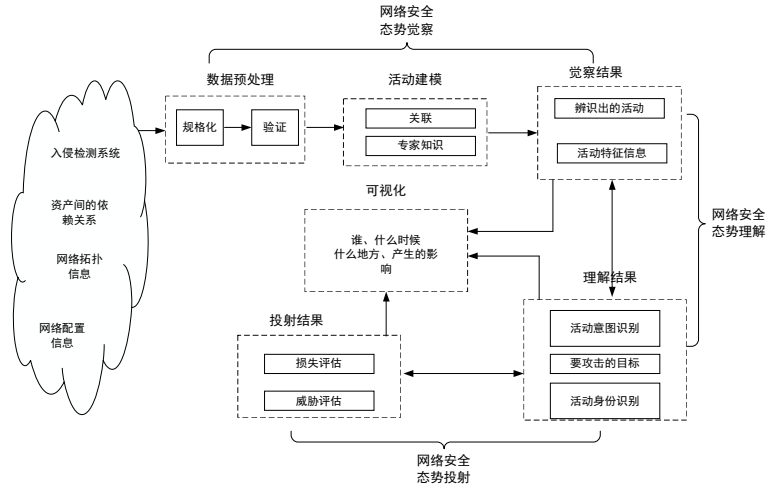 网络安全
态势觉察
数据预处理
活动建模
觉察结果
规格化
验证
关联
专家知识
辨识出的活动
活动特征信息
入侵检测系统
资产间的依
赖关系
网络拓扑
信息
网络配置
信息
可视化
谁、什么时候
什么地方、产生的影
响
网络安全
态势理解
理解结果
活动意图识别
要攻击的目标
活动身份识别
投射结果
损失评估
威胁评估
网络安全
态势投射